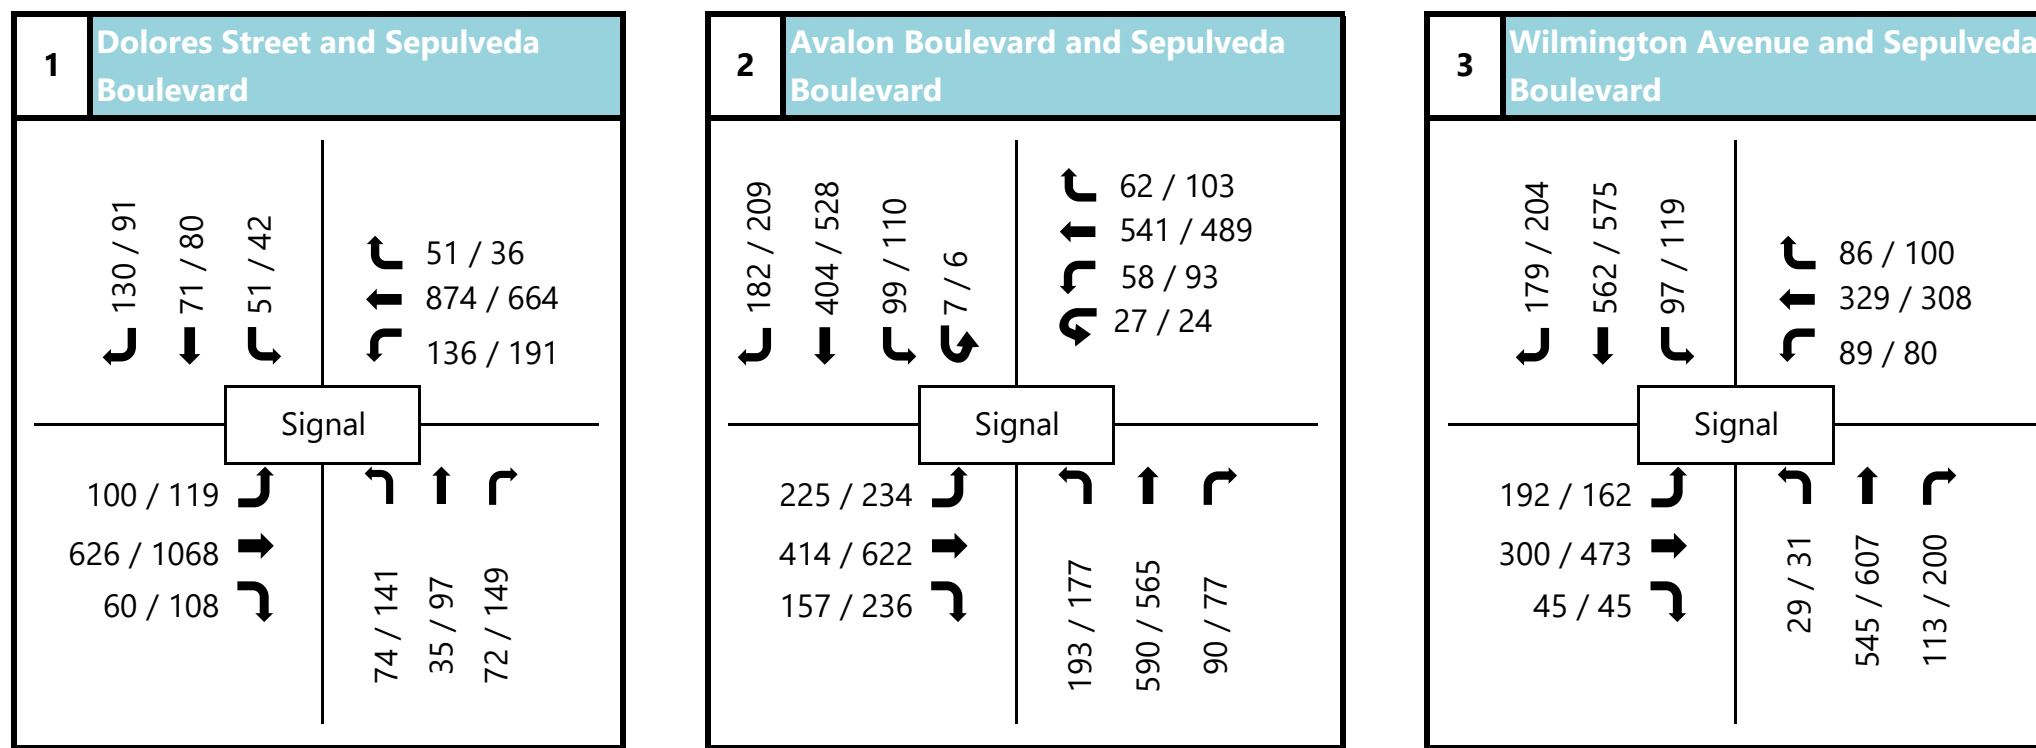 1
Dolores Street and Sepulveda
Boulevard
130 / 91
71 / 80
51 / 42
51 / 36
874 / 664
136 / 191
Signal
100 / 119
626 / 1068
60 / 108
74 / 141
35 / 97
72 / 149
2
Avalon Boulevard and Sepulveda
Boulevard
182 / 209
404 / 528
99 / 110
7 / 6
62 / 103
541 / 489
58 / 93
27 / 24
Signal
225 / 234
414 / 622
157 / 236
193 / 177
590 / 565
90 / 77
3
Wilmington Avenue and Sepulveda
Boulevard
179 / 204
562 / 575
97 / 119
86 / 100
329 / 308
89 / 80
Signal
192 / 162
300 / 473
45 / 45
29 / 31
545 / 607
113 / 200